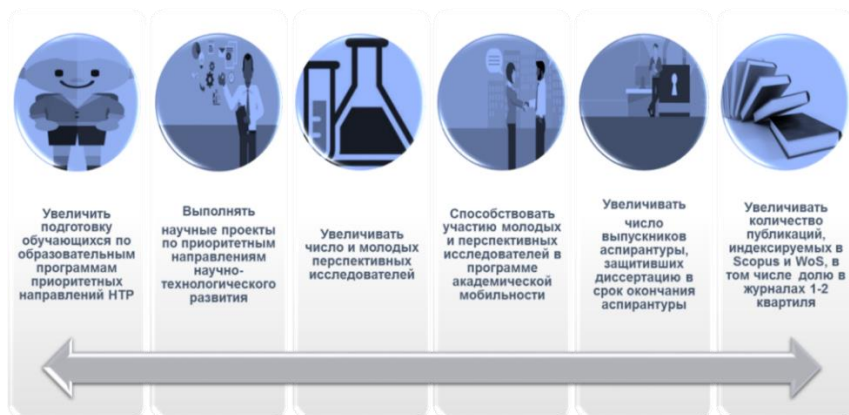 Увеличить
подготовку
обучающихся по
образовательным
программам
приоритетных
направлений НТР
Выполнять
научные проекты
по приоритетным
направлениям
научно-
технологического
развития
Увеличивать
число и молодых
перспективных
исследователей
Способствовать
участию молодых
и перспективных
исследователей в
программе
академической
мобильности
Увеличивать
число
выпускников
аспирантуры,
защитивших
диссертацию в
срок окончания
аспирантуры
Увеличивать
количество
публикаций,
индексируемых в
Scopus и WoS, в
том числе долю в
журналах 1-2
квартиля